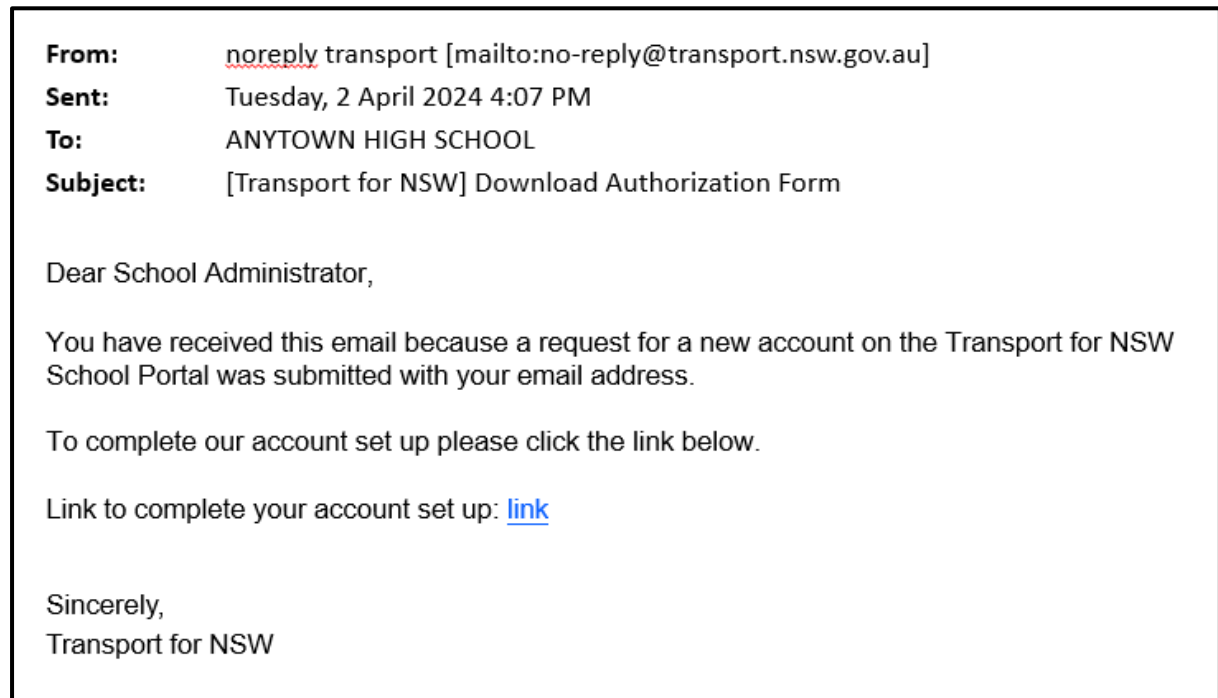 From: noreply transport [mailto:no-reply@transport.nsw.gov.au]
Sent: Tuesday, 2 April 2024 4:07 PM
To: ANYTOWN HIGH SCHOOL
Subject: [Transport for NSW] Download Authorization Form
Dear School Administrator,
You have received this email because a request for a new account on the Transport for NSW
School Portal was submitted with your email address.
To complete our account set up please click the link below.
Link to complete your account set up: link
Sincerely,
Transport for NSW